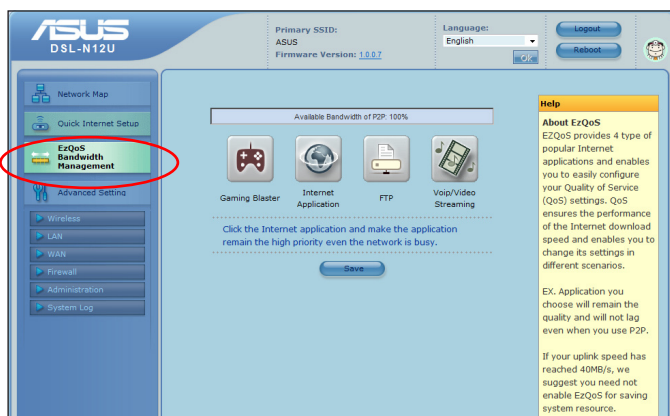 ASUS
DSL-N12U
Primary SSID:
ASUS
Firmware Version: 1.0.0.7
Language:
English
OK
Logout
Reboot
Network Map
Quick Internet Setup
EzQoS
Bandwidth
Management
Advanced Setting
Wireless
LAN
WAN
Firewall
Administration
System Log
Available Bandwidth of P2P: 100%
Gaming Blaster
Internet
Application
FTP
Voip/Video
Streaming
Click the Internet application and make the application
remain the high priority even the network is busy.
Save
Help
About EzQoS
EZQoS provides 4 type of
popular Internet
applications and enables
you to easily configure
your Quality of Service
(QoS) settings. QoS
ensures the performance
of the Internet download
speed and enables you to
change its settings in
different scenarios.
EX. Application you
choose will remain the
quality and will not lag
even when you use P2P.
If your uplink speed has
reached 40MB/s, we
suggest you need not
enable EzQoS for saving
system resource.